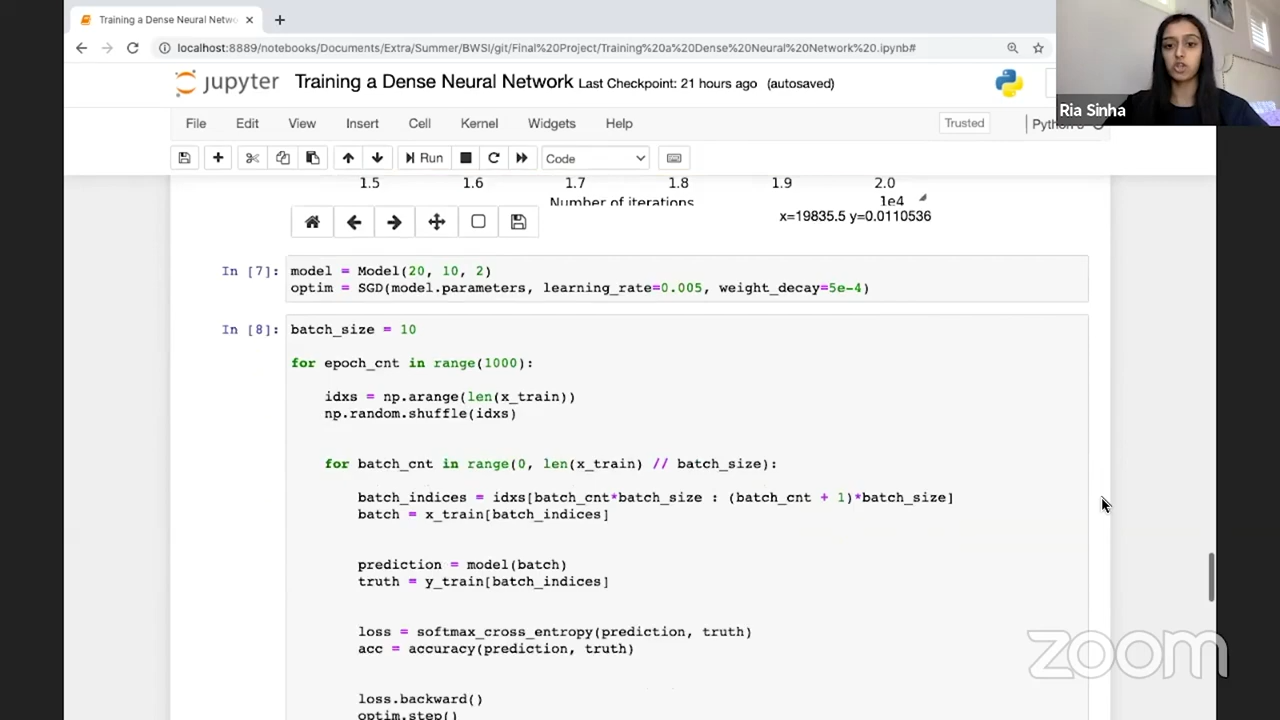 Training a Dense Neural Netwo
localhost:8889/notebooks/Documents/Extra/Summer/BWSI/git/Final%20Project/Training%20a%20Dense%20Neural%20Network%20.ipynb#
Ria Sinha
jupyter Training a Dense Neural Network Last Checkpoint: 21 hours ago (autosaved)
File Edit View Insert Cell Kernel Widgets Help Trusted Python
Run Code
1.5 1.6 1.7 1.8 1.9 2.0
Number of iterations 1e4
x=19835.5 y=0.0110536
In [7]: model = Model(20, 10, 2)
optim = SGD(model.parameters, learning_rate=0.005, weight_decay=5e-4)
In [8]: batch_size = 10
for epoch_cnt in range(1000):
idxs = np.arange(len(x_train))
np.random.shuffle(idxs)
for batch_cnt in range(0, len(x_train) // batch_size):
batch_indices = idxs[batch_cnt*batch_size : (batch_cnt + 1)*batch_size]
batch = x_train[batch_indices]
prediction = model(batch)
truth = y_train[batch_indices]
loss = softmax_cross_entropy(prediction, truth)
acc = accuracy(prediction, truth)
loss.backward()
optim.step()
zoom